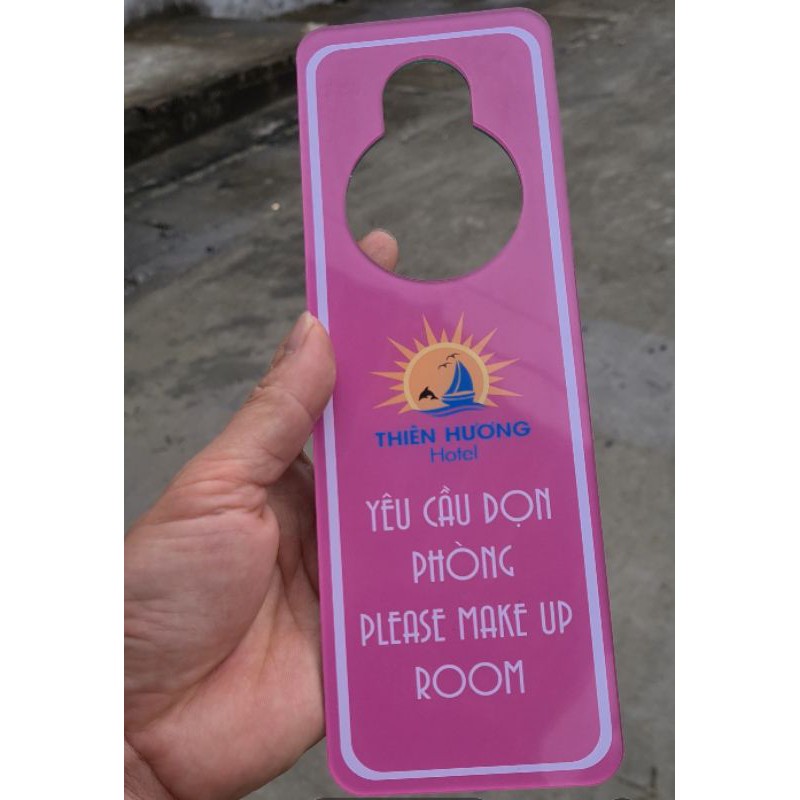 THIÊN HƯƠNG
Hotel
YÊU CẦU DỌN
PHÒNG
PLEASE MAKE UP
ROOM